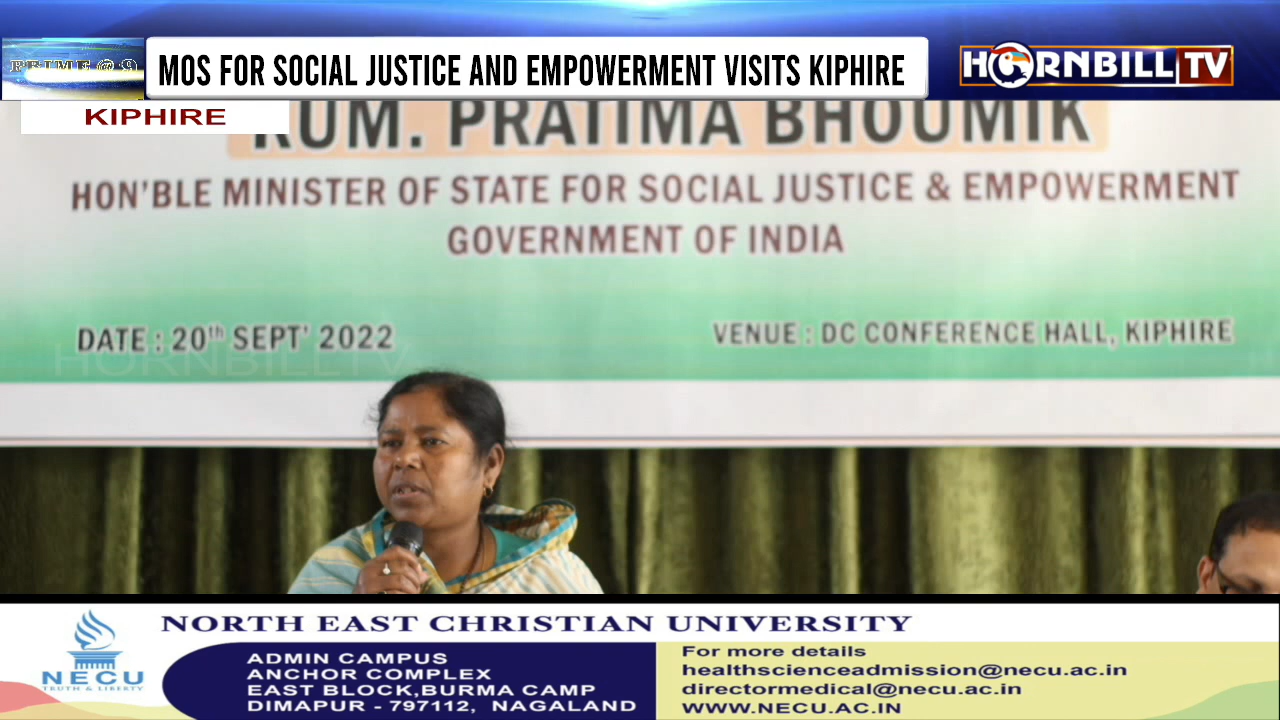 PRIME @ 9
MOS FOR SOCIAL JUSTICE AND EMPOWERMENT VISITS KIPHIRE
HORNBILL TV
KIPHIRE
KUM. PRATIMA BHOUMIK
HON'BLE MINISTER OF STATE FOR SOCIAL JUSTICE & EMPOWERMENT
GOVERNMENT OF INDIA
DATE : 20th SEPT' 2022
VENUE : DC CONFERENCE HALL, KIPHIRE
HORNBILLTV
NORTH EAST CHRISTIAN UNIVERSITY
NECU
TRUTH & LIBERTY
ADMIN CAMPUS
ANCHOR COMPLEX
EAST BLOCK,BURMA CAMP
DIMAPUR - 797112, NAGALAND
For more details
healthscienceadmission@necu.ac.in
directormedical@necu.ac.in
WWW.NECU.AC.IN